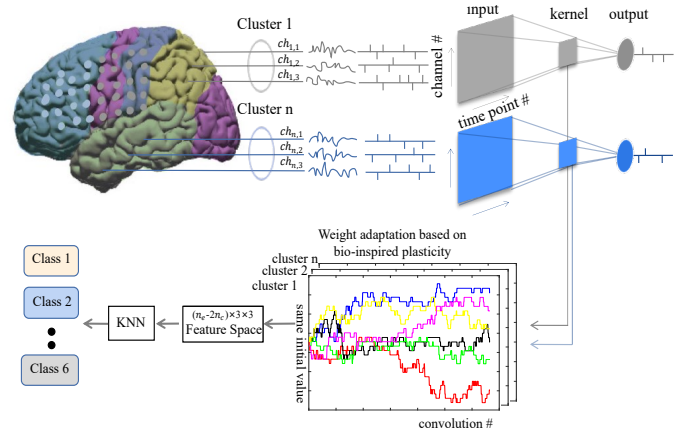 Cluster 1
ch1,1
ch1,2
ch1,3
Cluster n
chn,1
chn,2
chn,3
input
kernel
output
channel #
time point #
Weight adaptation based on
bio-inspired plasticity
cluster n
cluster 2
cluster 1
same initial value
convolution #
(ne-2nc)×3×3
Feature Space
KNN
Class 1
Class 2
Class 6